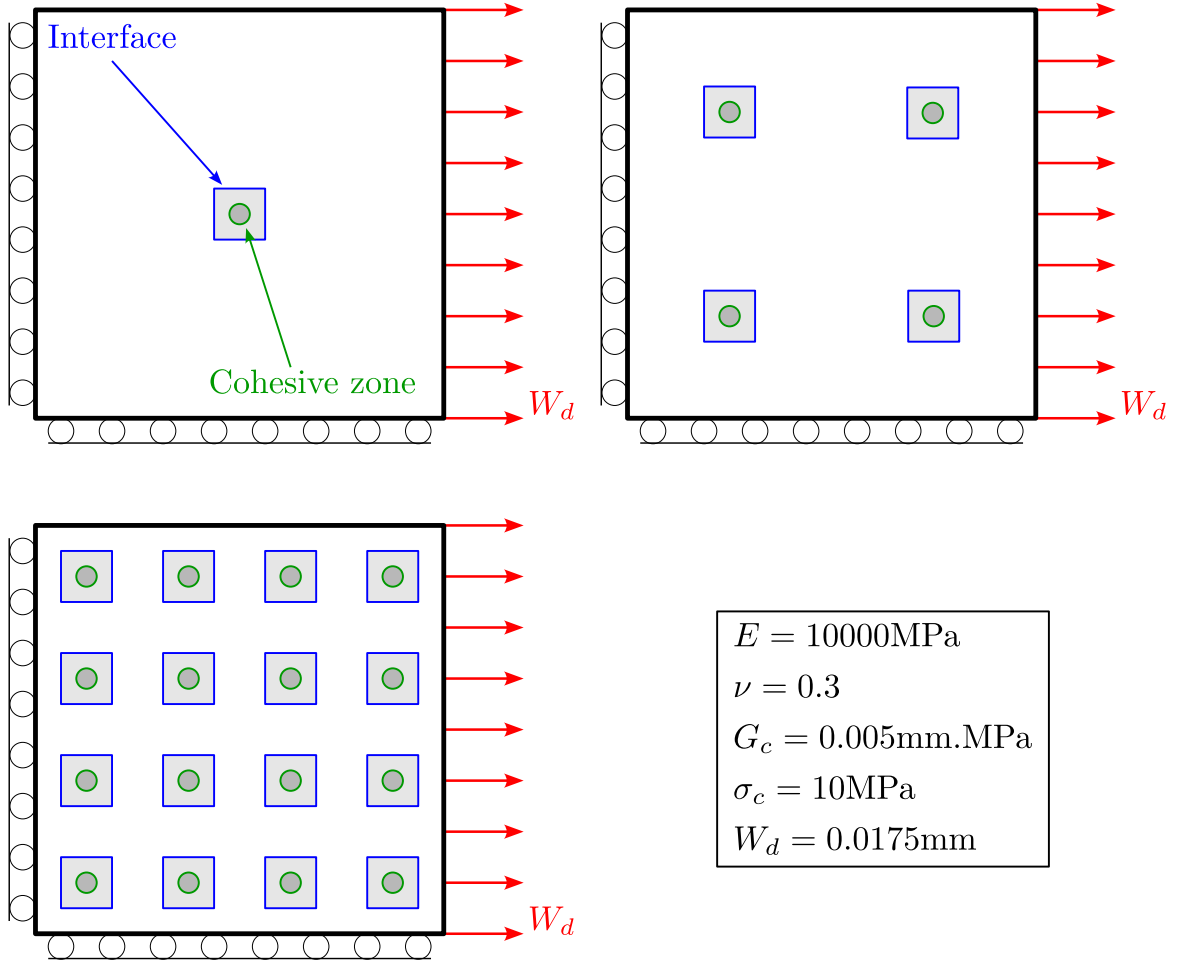 Interface
Cohesive zone
W_d
W_d
W_d
E = 10000MPa
ν = 0.3
G_c = 0.005mm.MPa
σ_c = 10MPa
W_d = 0.0175mm